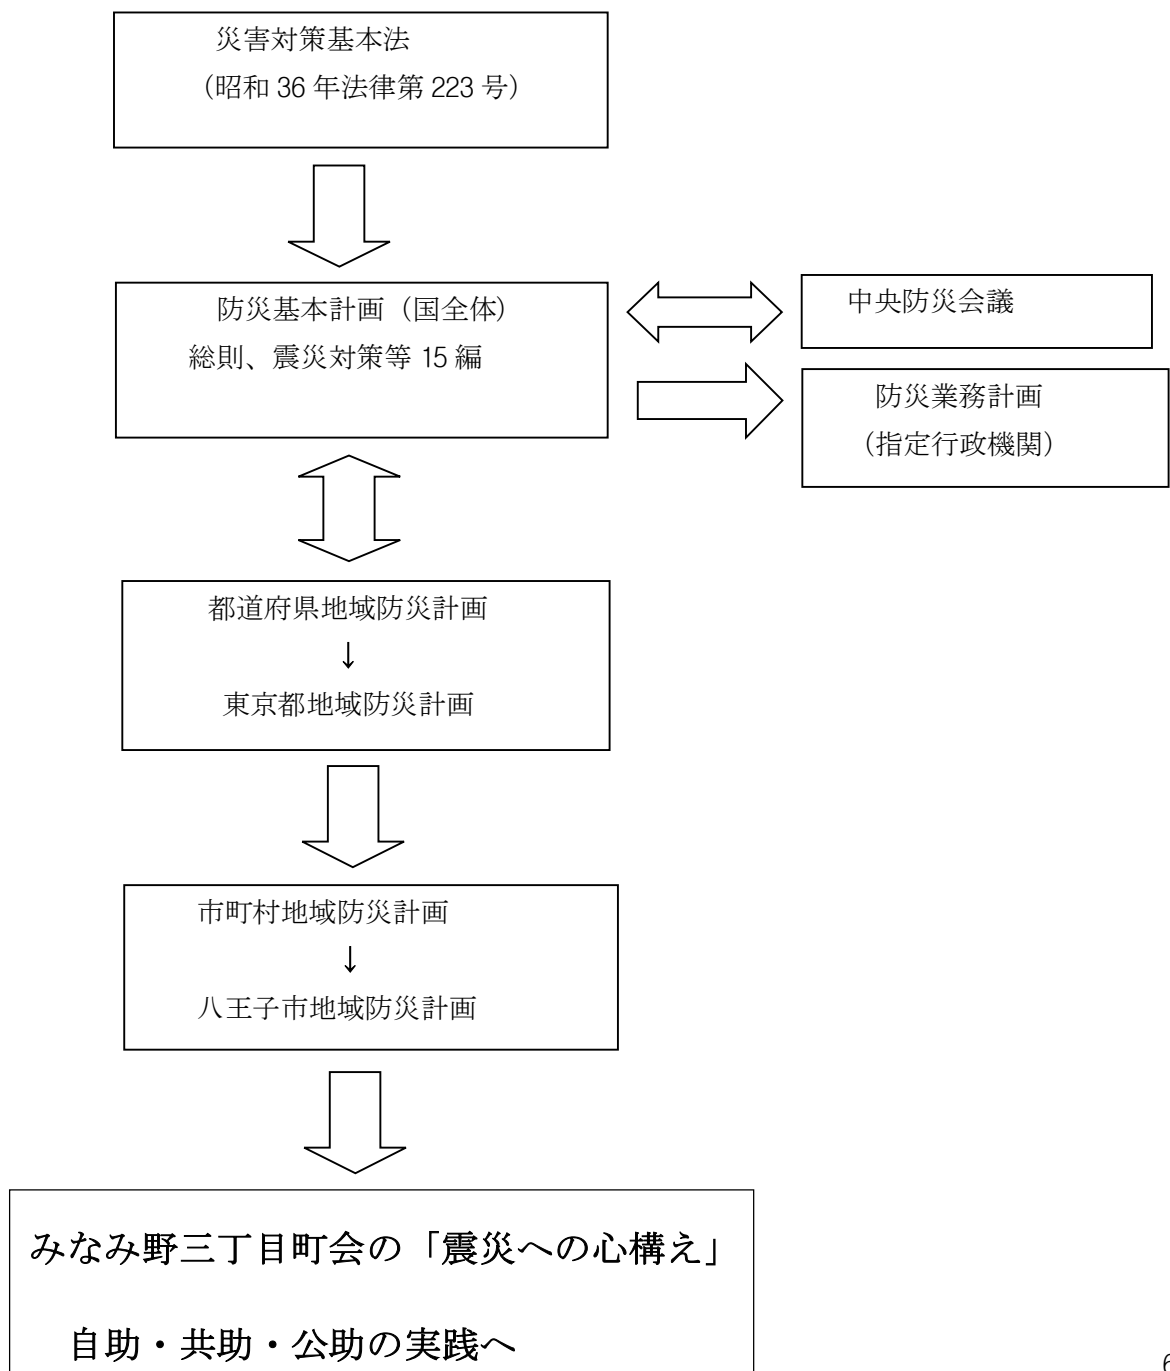 災害対策基本法
（昭和 36 年法律第 223 号）
防災基本計画（国全体）
総則、震災対策等 15 編
中央防災会議
防災業務計画
（指定行政機関）
都道府県地域防災計画
↓
東京都地域防災計画
市町村地域防災計画
↓
八王子市地域防災計画
みなみ野三丁目町会の「震災への心構え」
自助・共助・公助の実践へ
6